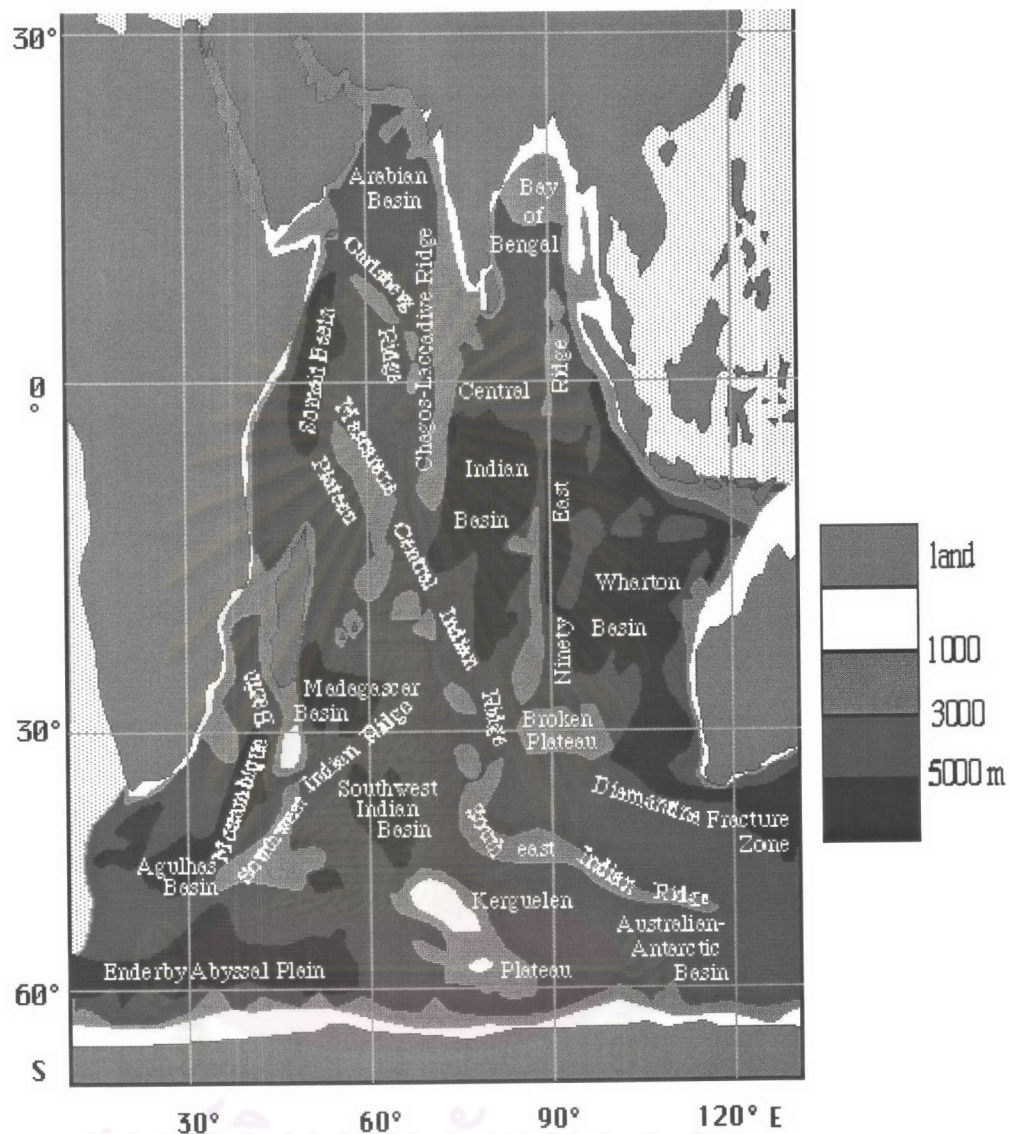 30°
Arabian
Basin
Bay
of
Bengal
Carlsberg
Ridge
Chagos-Laccadive Ridge
Somali Basin
0
°
Central
Indian
Basin
Ninety
East
Ridge
Mascarene
Plateau
Central
Indian
Ridge
Wharton
Basin
Madagascar
Basin
30°
Mozambique
Basin
Southwest Indian Ridge
Broken
Plateau
Southwest
Indian
Basin
Diamantina Fracture
Zone
South
east
Indian
Ridge
Agulhas
Basin
Kerguelen
Plateau
Australian-
Antarctic
Basin
Enderby Abyssal Plain
60°
S
30°
60°
90°
120° E
land
1000
3000
5000 m